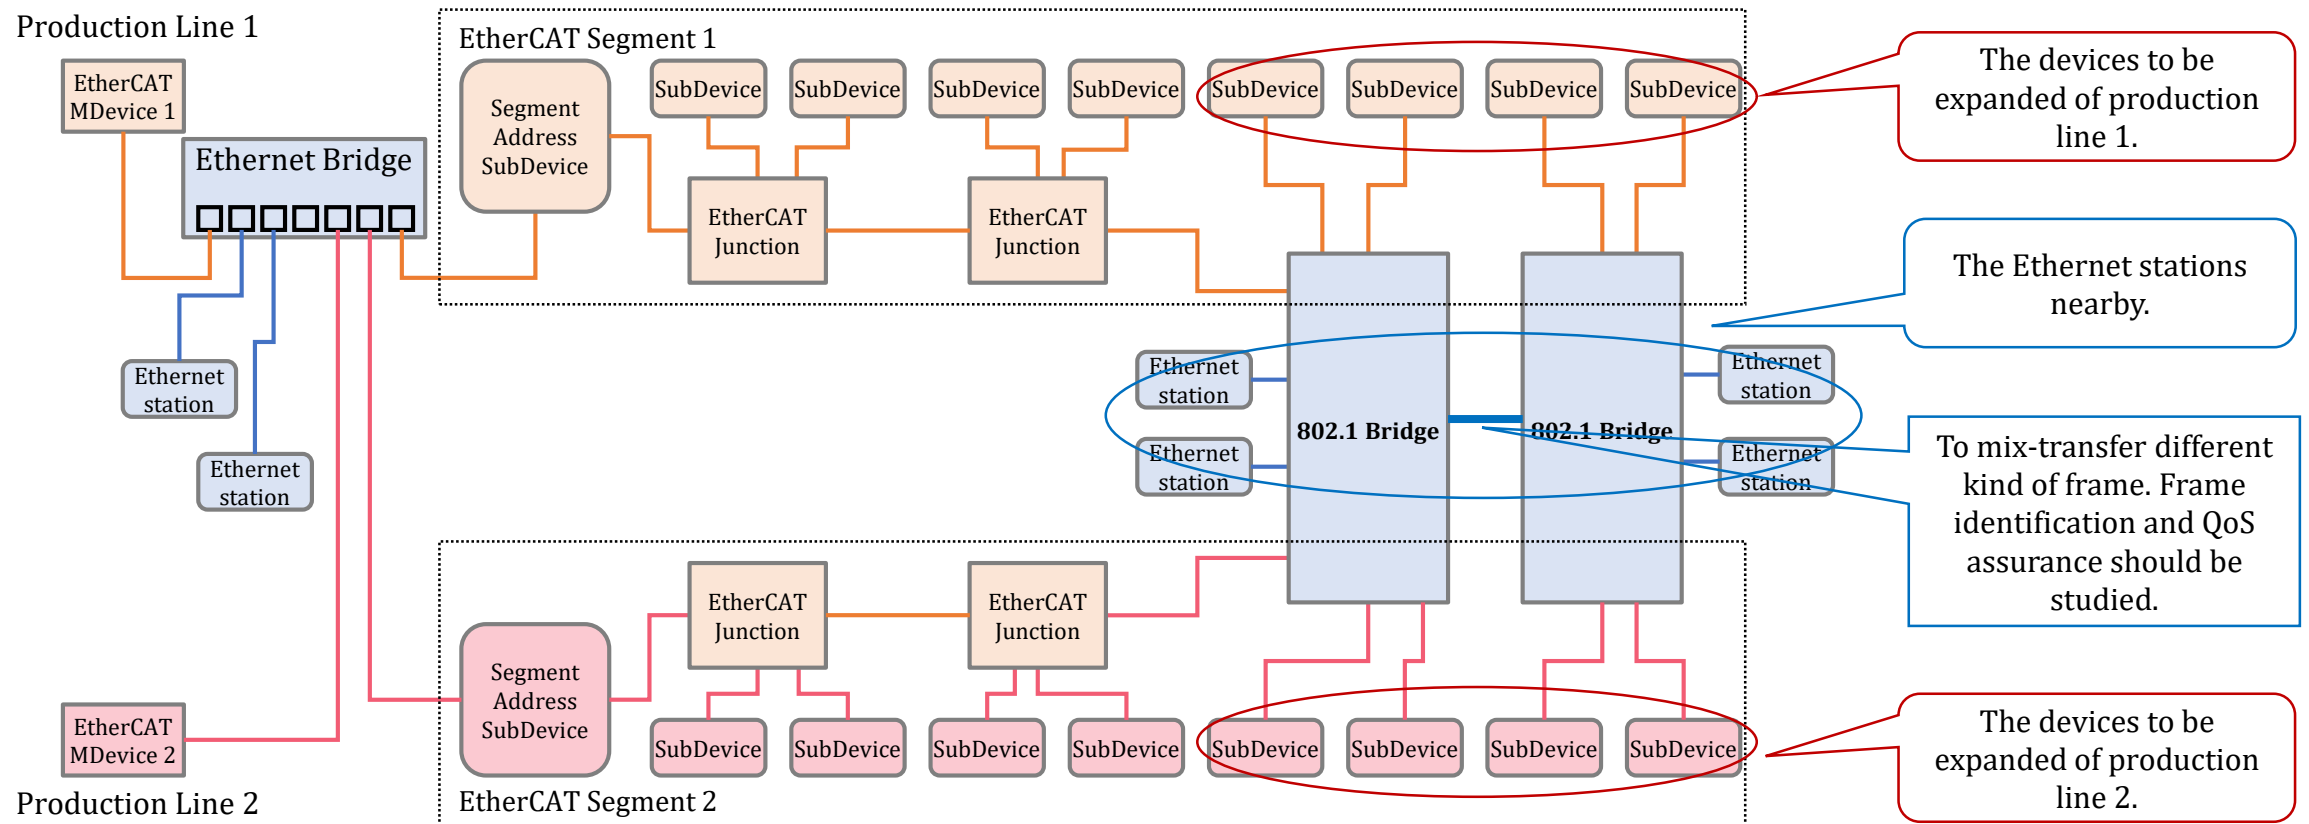 Production Line 1
EtherCAT
MDevice 1
Ethernet Bridge
Ethernet
station
Ethernet
station
EtherCAT Segment 1
Segment
Address
SubDevice
SubDevice
SubDevice
SubDevice
SubDevice
SubDevice
SubDevice
SubDevice
SubDevice
EtherCAT
Junction
EtherCAT
Junction
The devices to be
expanded of production
line 1.
The Ethernet stations
nearby.
Ethernet
station
Ethernet
station
802.1 Bridge
802.1 Bridge
Ethernet
station
Ethernet
station
To mix-transfer different
kind of frame. Frame
identification and QoS
assurance should be
studied.
EtherCAT
Junction
EtherCAT
Junction
Segment
Address
SubDevice
SubDevice
SubDevice
SubDevice
SubDevice
SubDevice
SubDevice
SubDevice
SubDevice
EtherCAT Segment 2
EtherCAT
MDevice 2
Production Line 2
The devices to be
expanded of production
line 2.